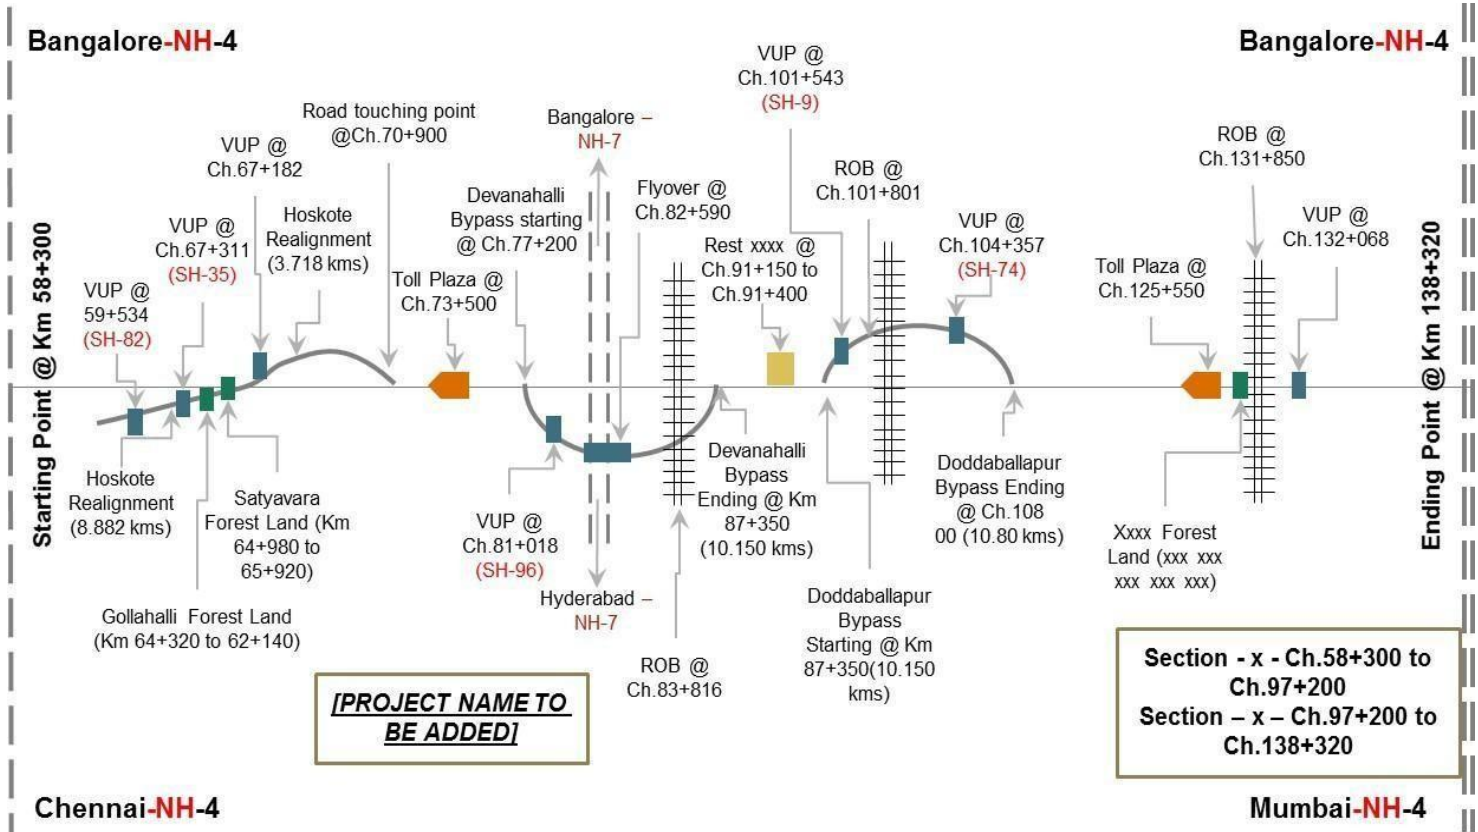 Bangalore-NH-4
Bangalore-NH-4
Starting Point @ Km 58+300
VUP @
59+534
(SH-82)
VUP @
Ch.67+311
(SH-35)
VUP @
Ch.67+182
Hoskote
Realignment
(3.718 kms)
Road touching point
@Ch.70+900
Toll Plaza @
Ch.73+500
Devanahalli
Bypass starting
@ Ch.77+200
Bangalore –
NH-7
Flyover @
Ch.82+590
Rest xxxx @
Ch.91+150 to
Ch.91+400
VUP @
Ch.101+543
(SH-9)
ROB @
Ch.101+801
VUP @
Ch.104+357
(SH-74)
Toll Plaza @
Ch.125+550
ROB @
Ch.131+850
VUP @
Ch.132+068
Ending Point @ Km 138+320
Hoskote
Realignment
(8.882 kms)
Satyavara
Forest Land (Km
64+980 to
65+920)
Gollahalli Forest Land
(Km 64+320 to 62+140)
VUP @
Ch.81+018
(SH-96)
Hyderabad –
NH-7
ROB @
Ch.83+816
Devanahalli
Bypass
Ending @ Km
87+350
(10.150 kms)
Doddaballapur
Bypass
Starting @ Km
87+350(10.150
kms)
Doddaballapur
Bypass Ending
@ Ch.108
00 (10.80 kms)
Xxxx Forest
Land (xxx xxx
xxx xxx xxx)
[PROJECT NAME TO
BE ADDED]
Section - x - Ch.58+300 to
Ch.97+200
Section – x – Ch.97+200 to
Ch.138+320
Chennai-NH-4
Mumbai-NH-4